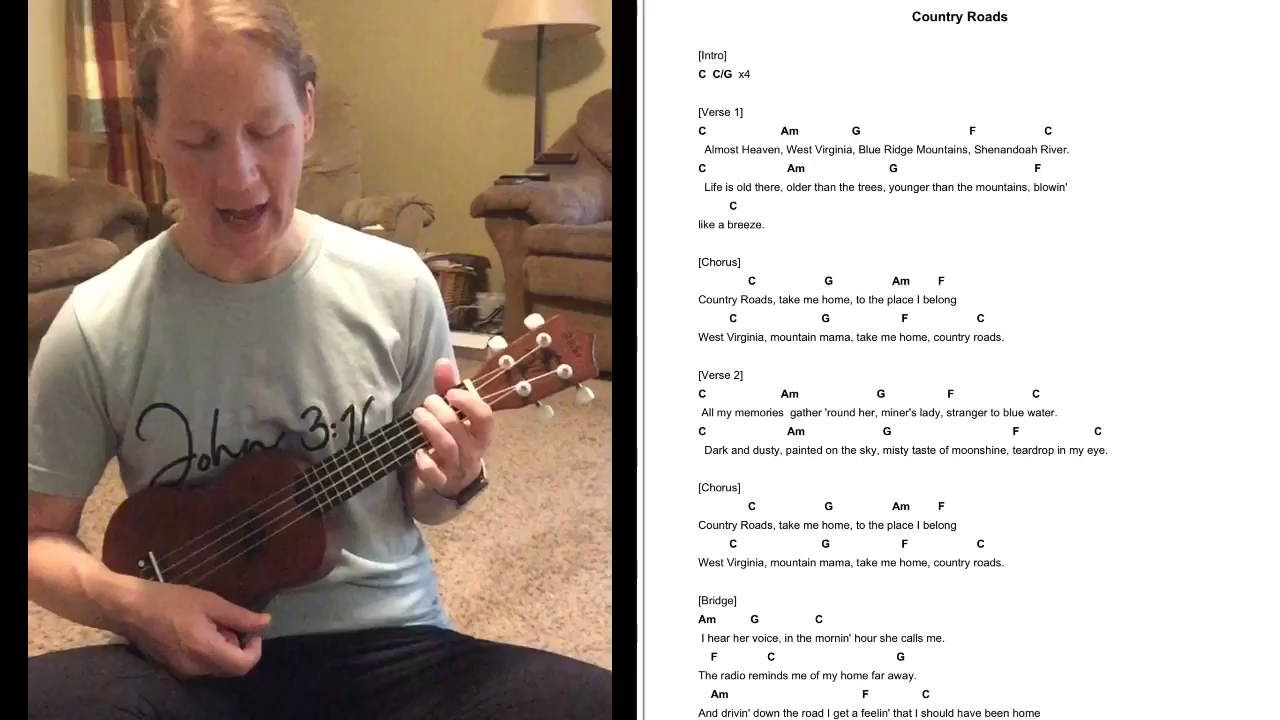 Country Roads
[Intro]
C C/G x4
[Verse 1]
C Am G F C
Almost Heaven, West Virginia, Blue Ridge Mountains, Shenandoah River.
C Am G F
Life is old there, older than the trees, younger than the mountains, blowin'
C
like a breeze.
[Chorus]
C G Am F
Country Roads, take me home, to the place I belong
C G F C
West Virginia, mountain mama, take me home, country roads.
[Verse 2]
C Am G F C
All my memories gather 'round her, miner's lady, stranger to blue water.
C Am G F C
Dark and dusty, painted on the sky, misty taste of moonshine, teardrop in my eye.
[Chorus]
C G Am F
Country Roads, take me home, to the place I belong
C G F C
West Virginia, mountain mama, take me home, country roads.
[Bridge]
Am G C
I hear her voice, in the mornin' hour she calls me.
F C G
The radio reminds me of my home far away.
Am F C
And drivin' down the road I get a feelin' that I should have been home
John 3:16